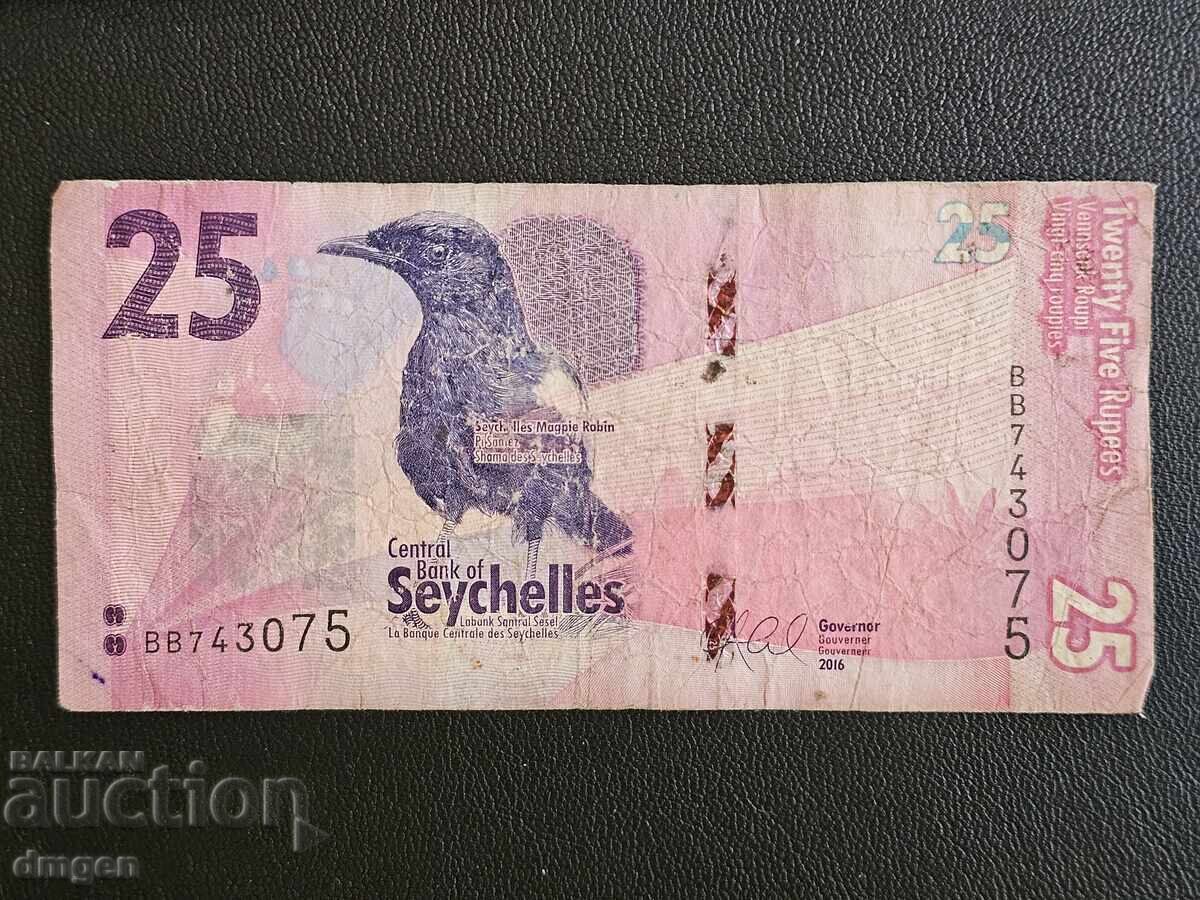 25
25
Twenty Five Rupees
Vennsenk Roupi
Vingt-cinq roupies
Seychelles Magpie Robin
Pi Santez
Shama des Seychelles
Central
Bank of
Seychelles
Labank Santral Sesel
La Banque Centrale des Seychelles
BB743075
BB743075
Governor
Gouverner
Gouverneur
2016
25
BALKAN
auction
dmgen